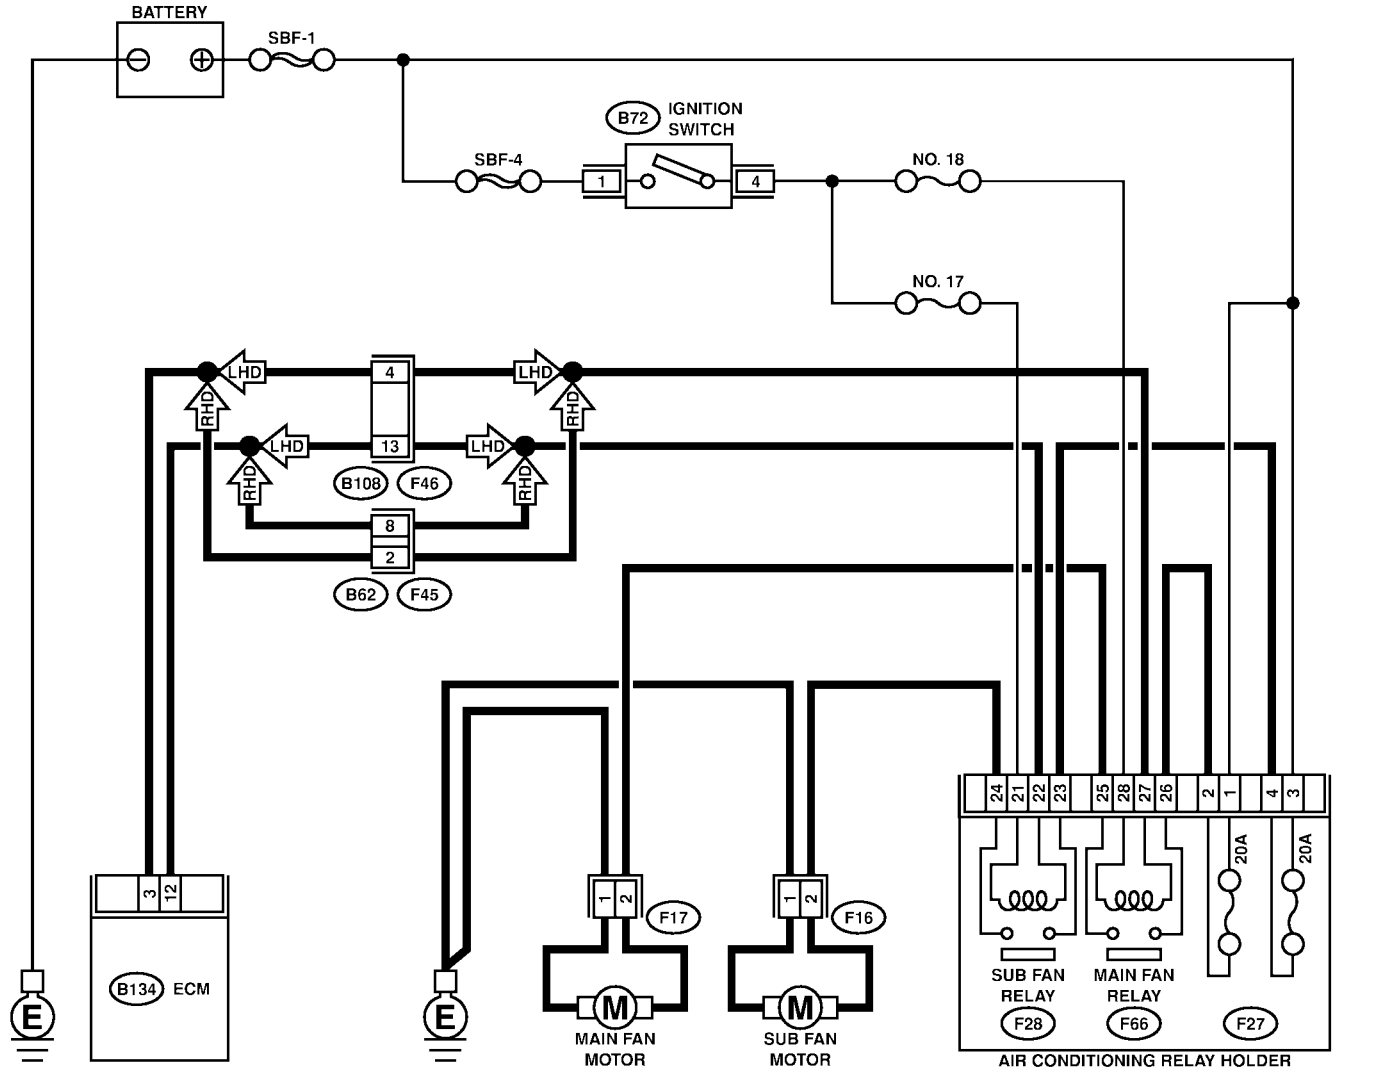 BATTERY
SBF-1
B72
IGNITION
SWITCH
SBF-4
1
4
NO. 18
NO. 17
LHD
4
LHD
RHD
RHD
LHD
13
LHD
RHD
RHD
B108
F46
8
2
B62
F45
24
21
22
23
25
28
27
26
2
1
4
3
20A
20A
3
12
1
2
F17
1
2
F16
B134
ECM
SUB FAN
RELAY
MAIN FAN
RELAY
E
E
M
M
F28
F66
F27
MAIN FAN
MOTOR
SUB FAN
MOTOR
AIR CONDITIONING RELAY HOLDER